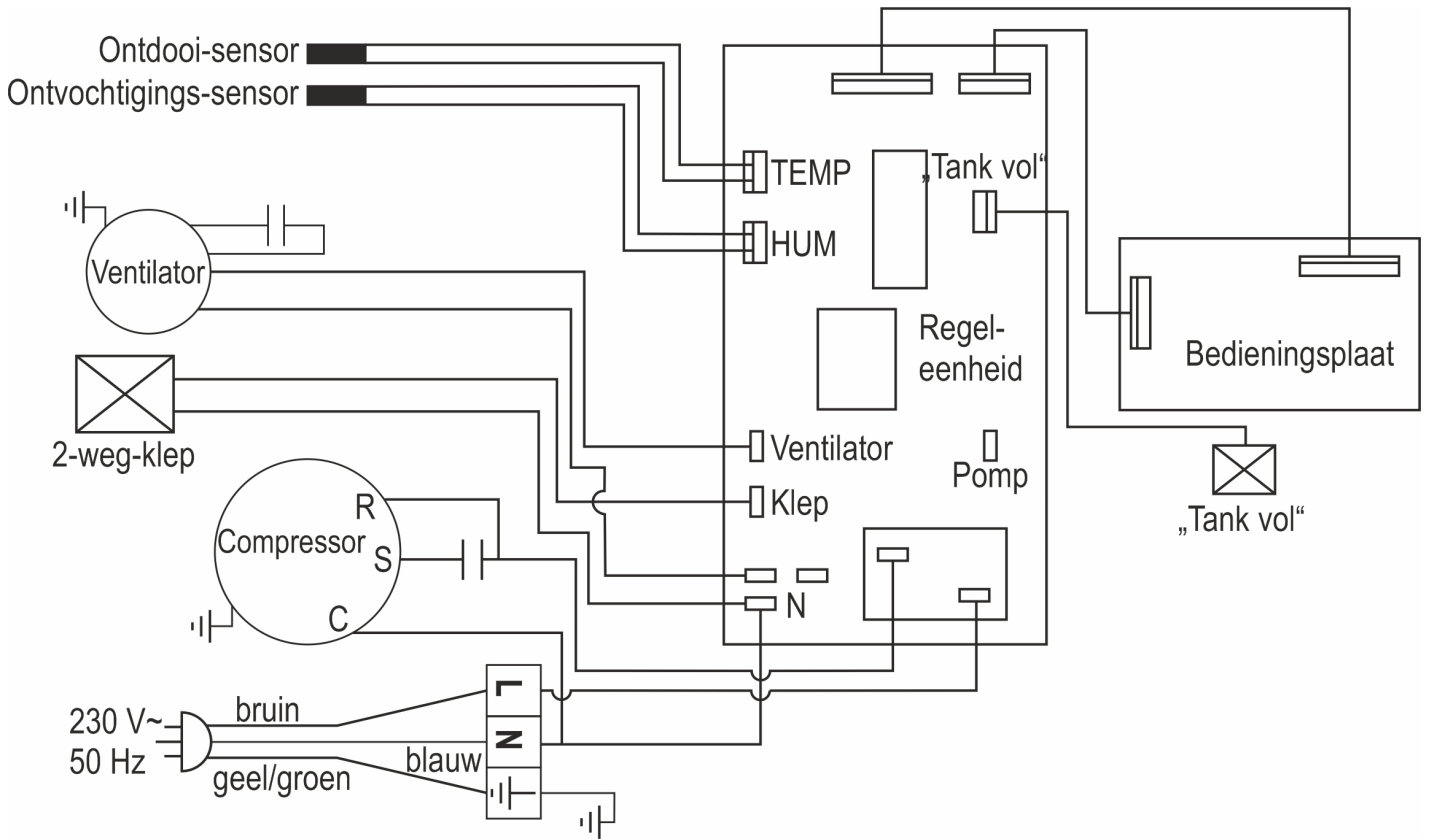 Ontdooi-sensor
Ontvochtigings-sensor
TEMP
„Tank vol“
HUM
Ventilator
Regel-
eenheid
Bedieningsplaat
2-weg-klep
Ventilator
Pomp
Klep
„Tank vol“
R
Compressor
S
C
N
L
bruin
230 V~
50 Hz
N
blauw
geel/groen